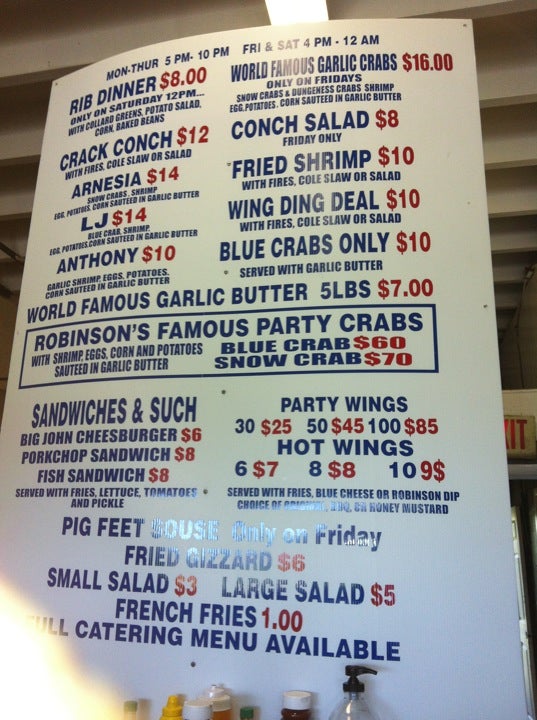 MON-THUR 5 PM- 10 PM FRI & SAT 4 PM - 12 AM
RIB DINNER $8.00
ONLY ON SATURDAY 12PM...
WITH COLLARD GREENS, POTATO SALAD,
CORN, BAKED BEANS
CRACK CONCH $12
WITH FIRES, COLE SLAW OR SALAD
ARNESIA $14
SNOW CRABS, SHRIMP
EGG, POTATOES, CORN SAUTEED IN GARLIC BUTTER
LJ $14
BLUE CRAB, SHRIMP,
EGG, POTATOES, CORN SAUTEED IN GARLIC BUTTER
ANTHONY $10
GARLIC SHRIMP, EGGS, POTATOES,
CORN SAUTEED IN GARLIC BUTTER
WORLD FAMOUS GARLIC CRABS $16.00
ONLY ON FRIDAYS
SNOW CRABS & DUNGENESS CRABS SHRIMP
EGG, POTATOES, CORN SAUTEED IN GARLIC BUTTER
CONCH SALAD $8
FRIDAY ONLY
FRIED SHRIMP $10
WITH FIRES, COLE SLAW OR SALAD
WING DING DEAL $10
WITH FIRES, COLE SLAW OR SALAD
BLUE CRABS ONLY $10
SERVED WITH GARLIC BUTTER
WORLD FAMOUS GARLIC BUTTER 5LBS $7.00
ROBINSON'S FAMOUS PARTY CRABS
WITH SHRIMP, EGGS, CORN AND POTATOES
SAUTEED IN GARLIC BUTTER
BLUE CRAB $60
SNOW CRAB $70
SANDWICHES & SUCH
BIG JOHN CHEESBURGER $6
PORKCHOP SANDWICH $8
FISH SANDWICH $8
SERVED WITH FRIES, LETTUCE, TOMATOES
AND PICKLE
PARTY WINGS
30 $25 50 $45 100 $85
HOT WINGS
6 $7 8 $8 10 9$
SERVED WITH FRIES, BLUE CHEESE OR ROBINSON DIP
CHOICE OF ORIGINAL, BBQ, OR HONEY MUSTARD
PIG FEET SOUSE Only on Friday
FRIED GIZZARD $6
SMALL SALAD $3 LARGE SALAD $5
FRENCH FRIES 1.00
FULL CATERING MENU AVAILABLE